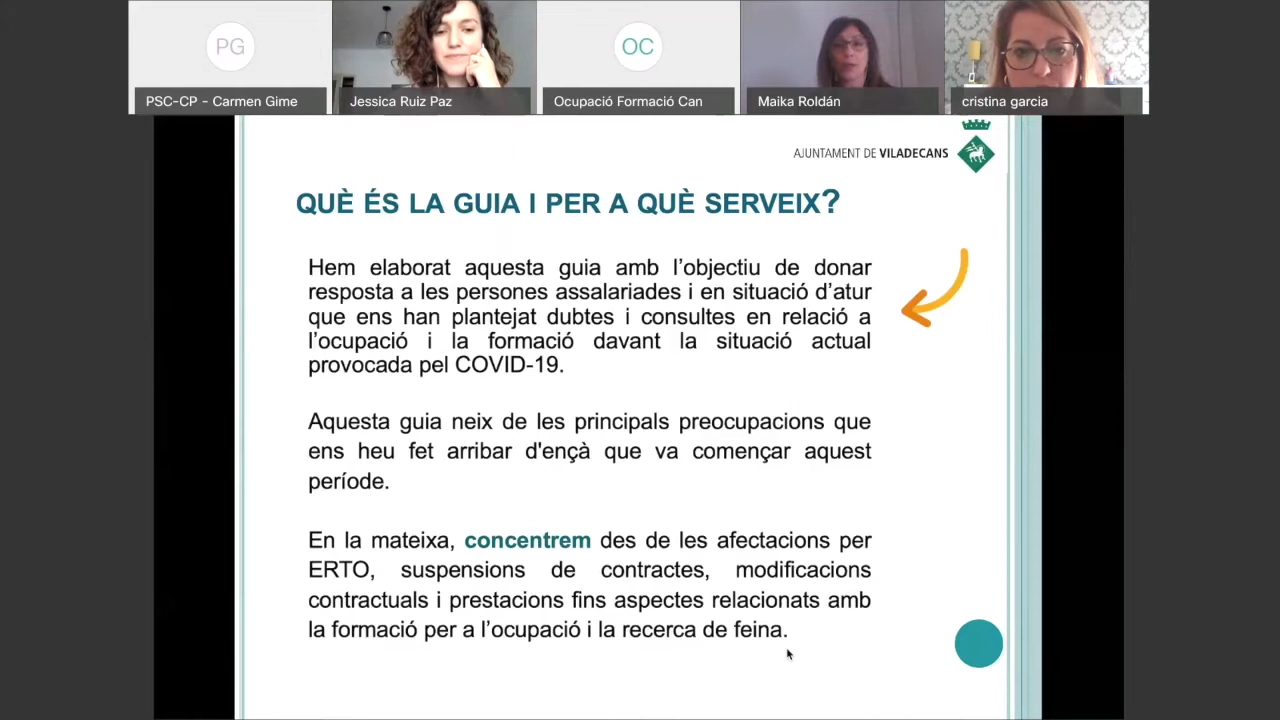 PG
OC
PSC-CP - Carmen Gime
Jessica Ruiz Paz
Ocupació Formació Can
Maika Roldán
cristina garcia
AJUNTAMENT DE VILADECANS
QUÈ ÉS LA GUIA I PER A QUÈ SERVEIX?
Hem elaborat aquesta guia amb l’objectiu de donar
resposta a les persones assalariades i en situació d’atur
que ens han plantejat dubtes i consultes en relació a
l’ocupació i la formació davant la situació actual
provocada pel COVID-19.
Aquesta guia neix de les principals preocupacions que
ens heu fet arribar d'ençà que va començar aquest
període.
En la mateixa, concentrem des de les afectacions per
ERTO, suspensions de contractes, modificacions
contractuals i prestacions fins aspectes relacionats amb
la formació per a l’ocupació i la recerca de feina.